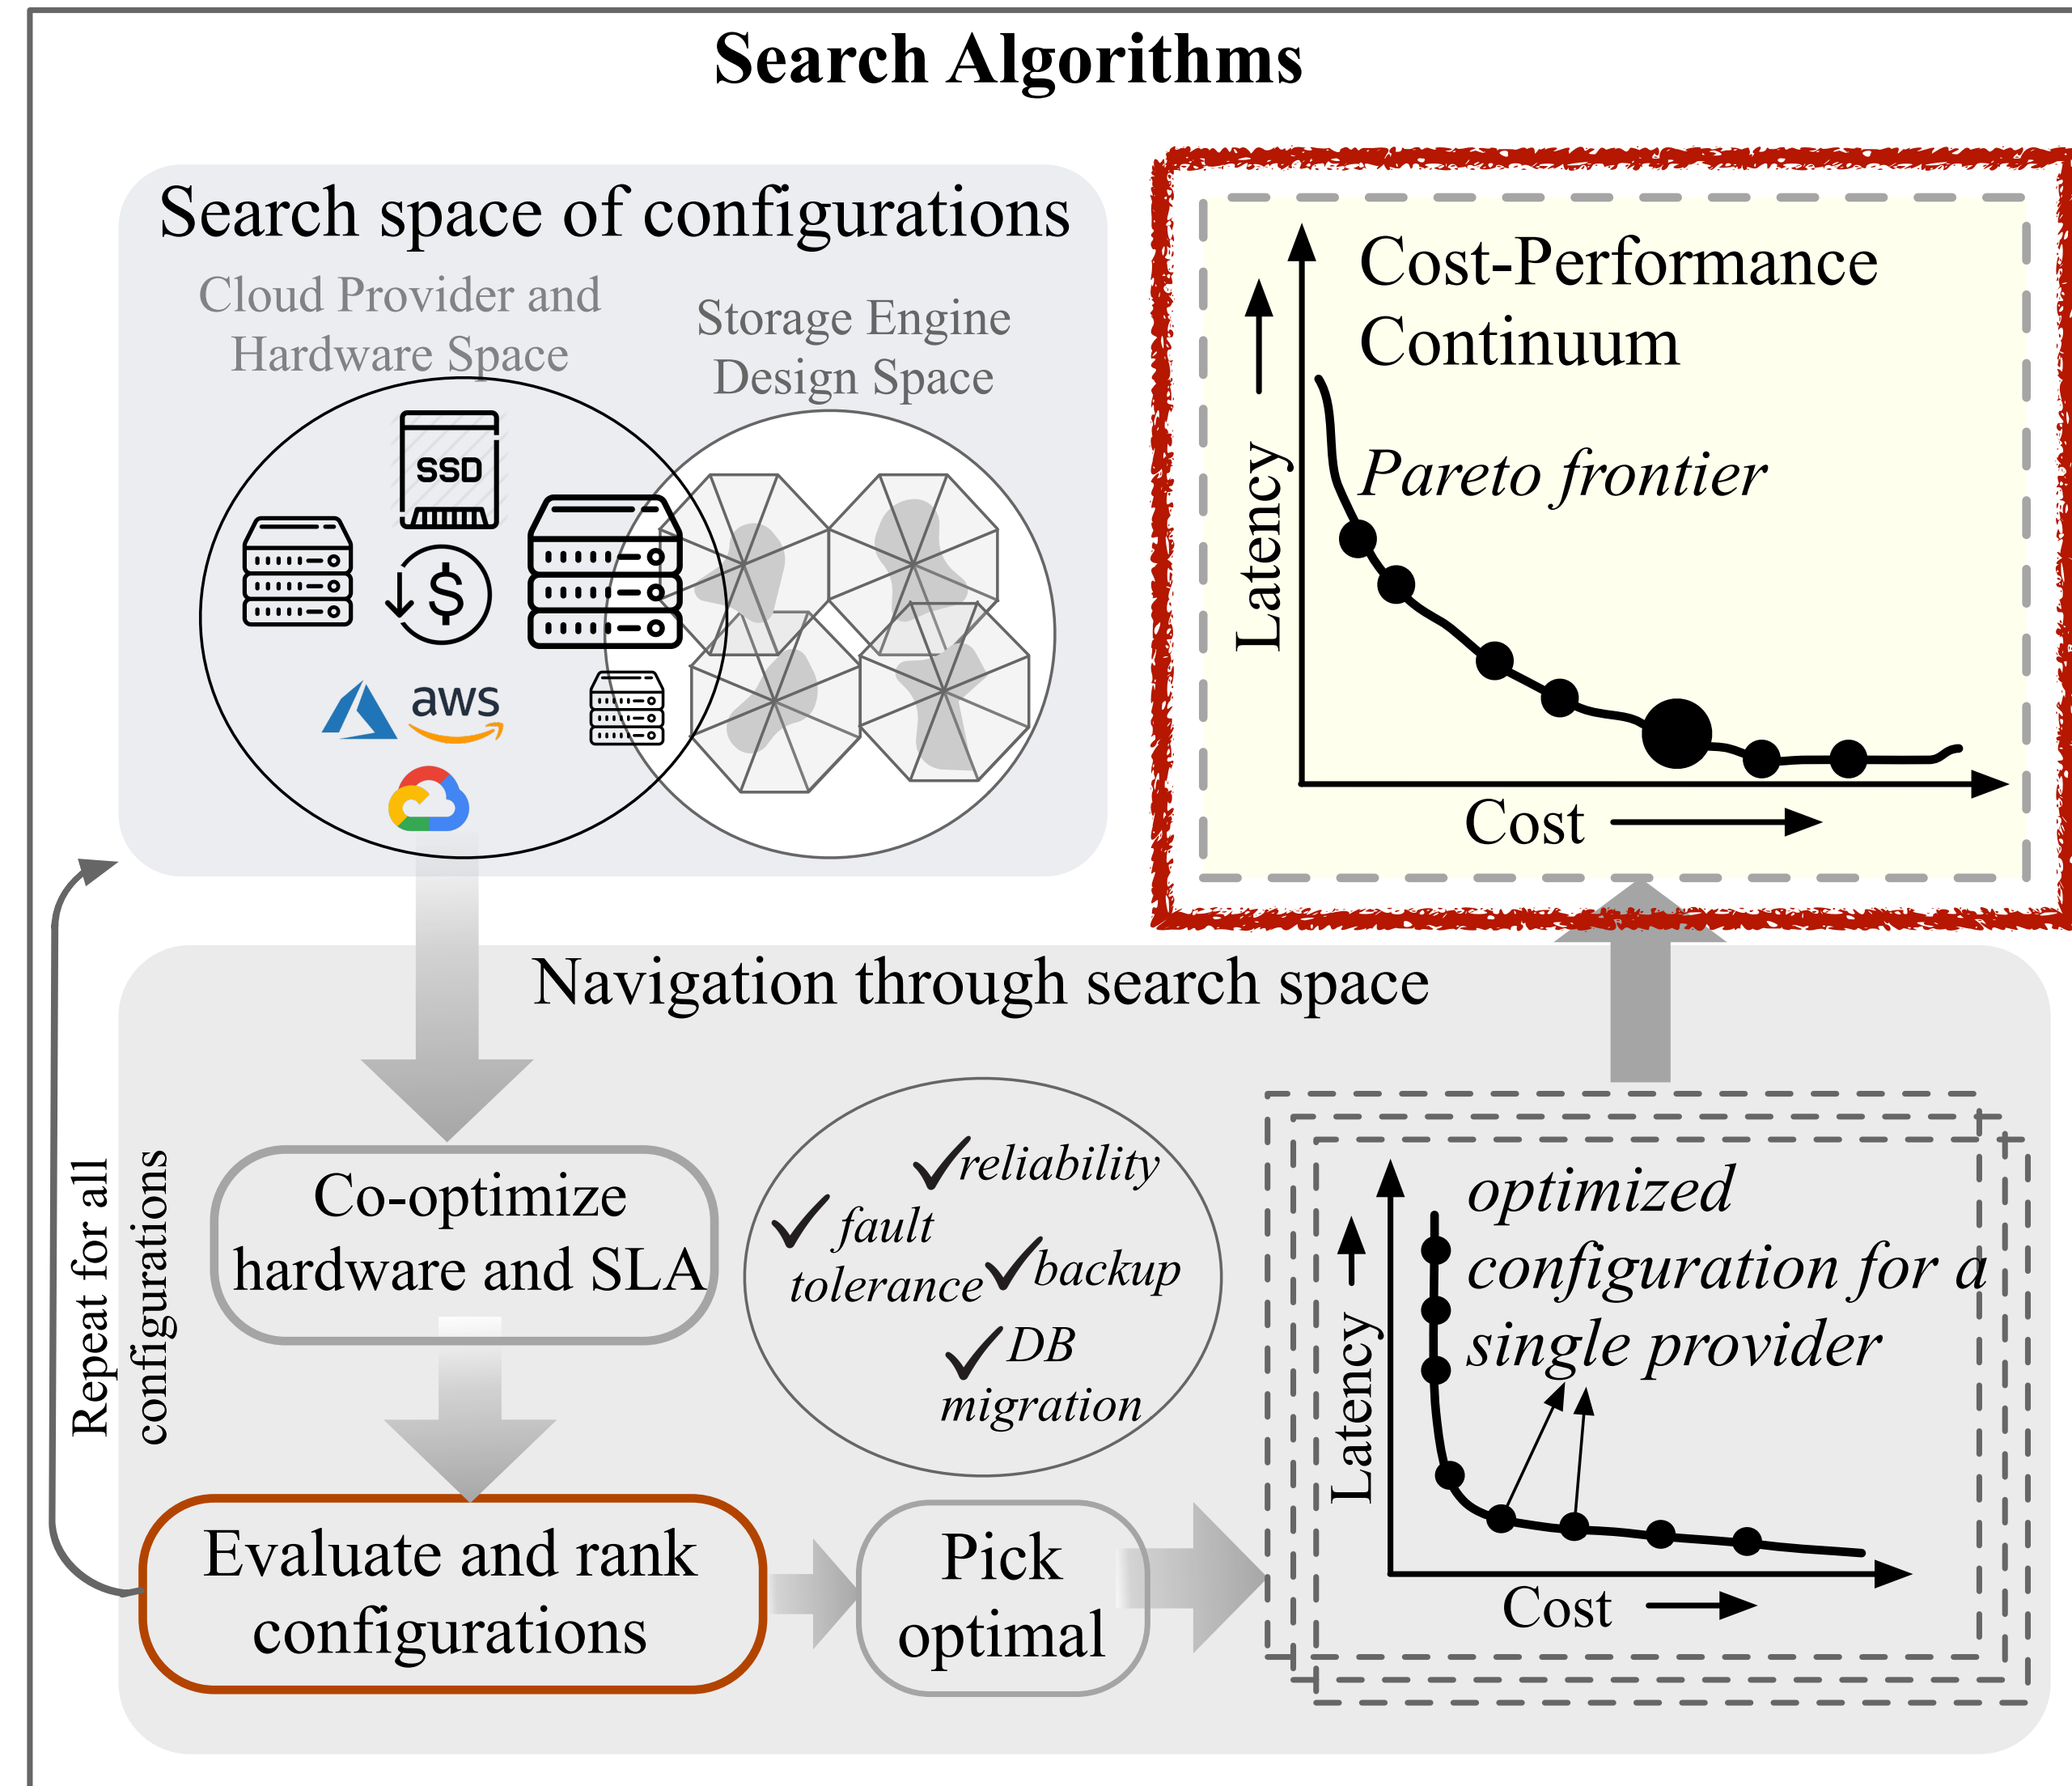 Search Algorithms
Search space of configurations
Cloud Provider and
Hardware Space
Storage Engine
Design Space
SSD
$
aws
Cost-Performance
Continuum
Pareto frontier
Latency
Cost
Navigation through search space
Repeat for all
configurations
Co-optimize
hardware and SLA
reliability
fault
tolerance
backup
DB
migration
Evaluate and rank
configurations
Pick
optimal
optimized
configuration for a
single provider
Latency
Cost